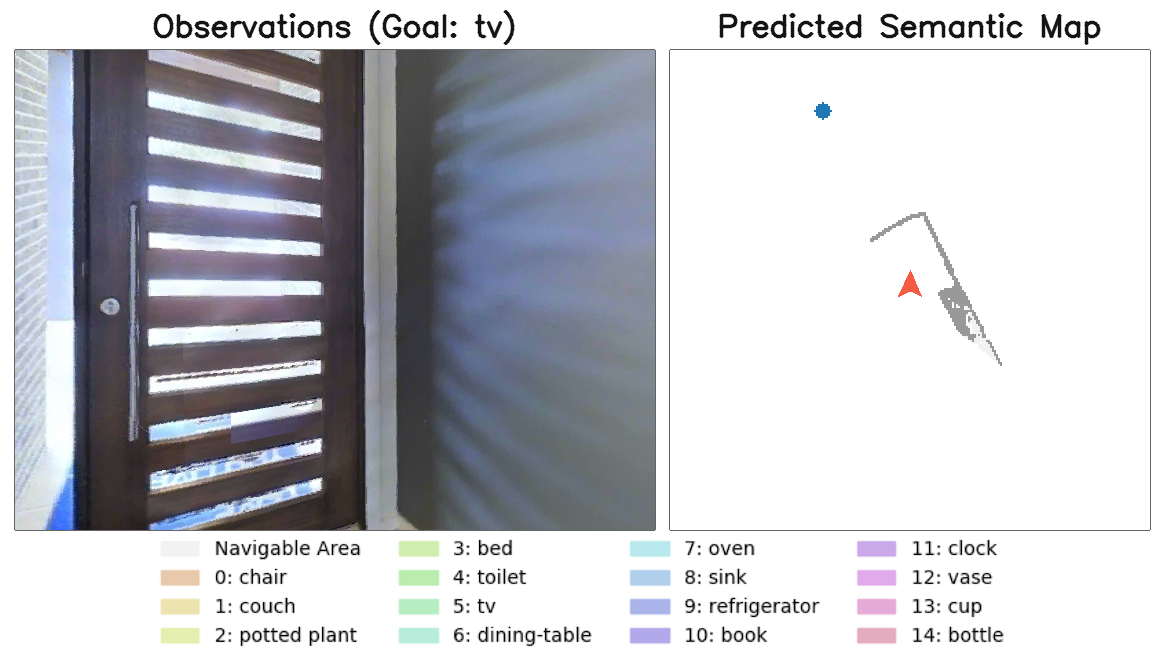 Observations (Goal: tv)
Predicted Semantic Map
Navigable Area
0: chair
1: couch
2: potted plant
3: bed
4: toilet
5: tv
6: dining-table
7: oven
8: sink
9: refrigerator
10: book
11: clock
12: vase
13: cup
14: bottle